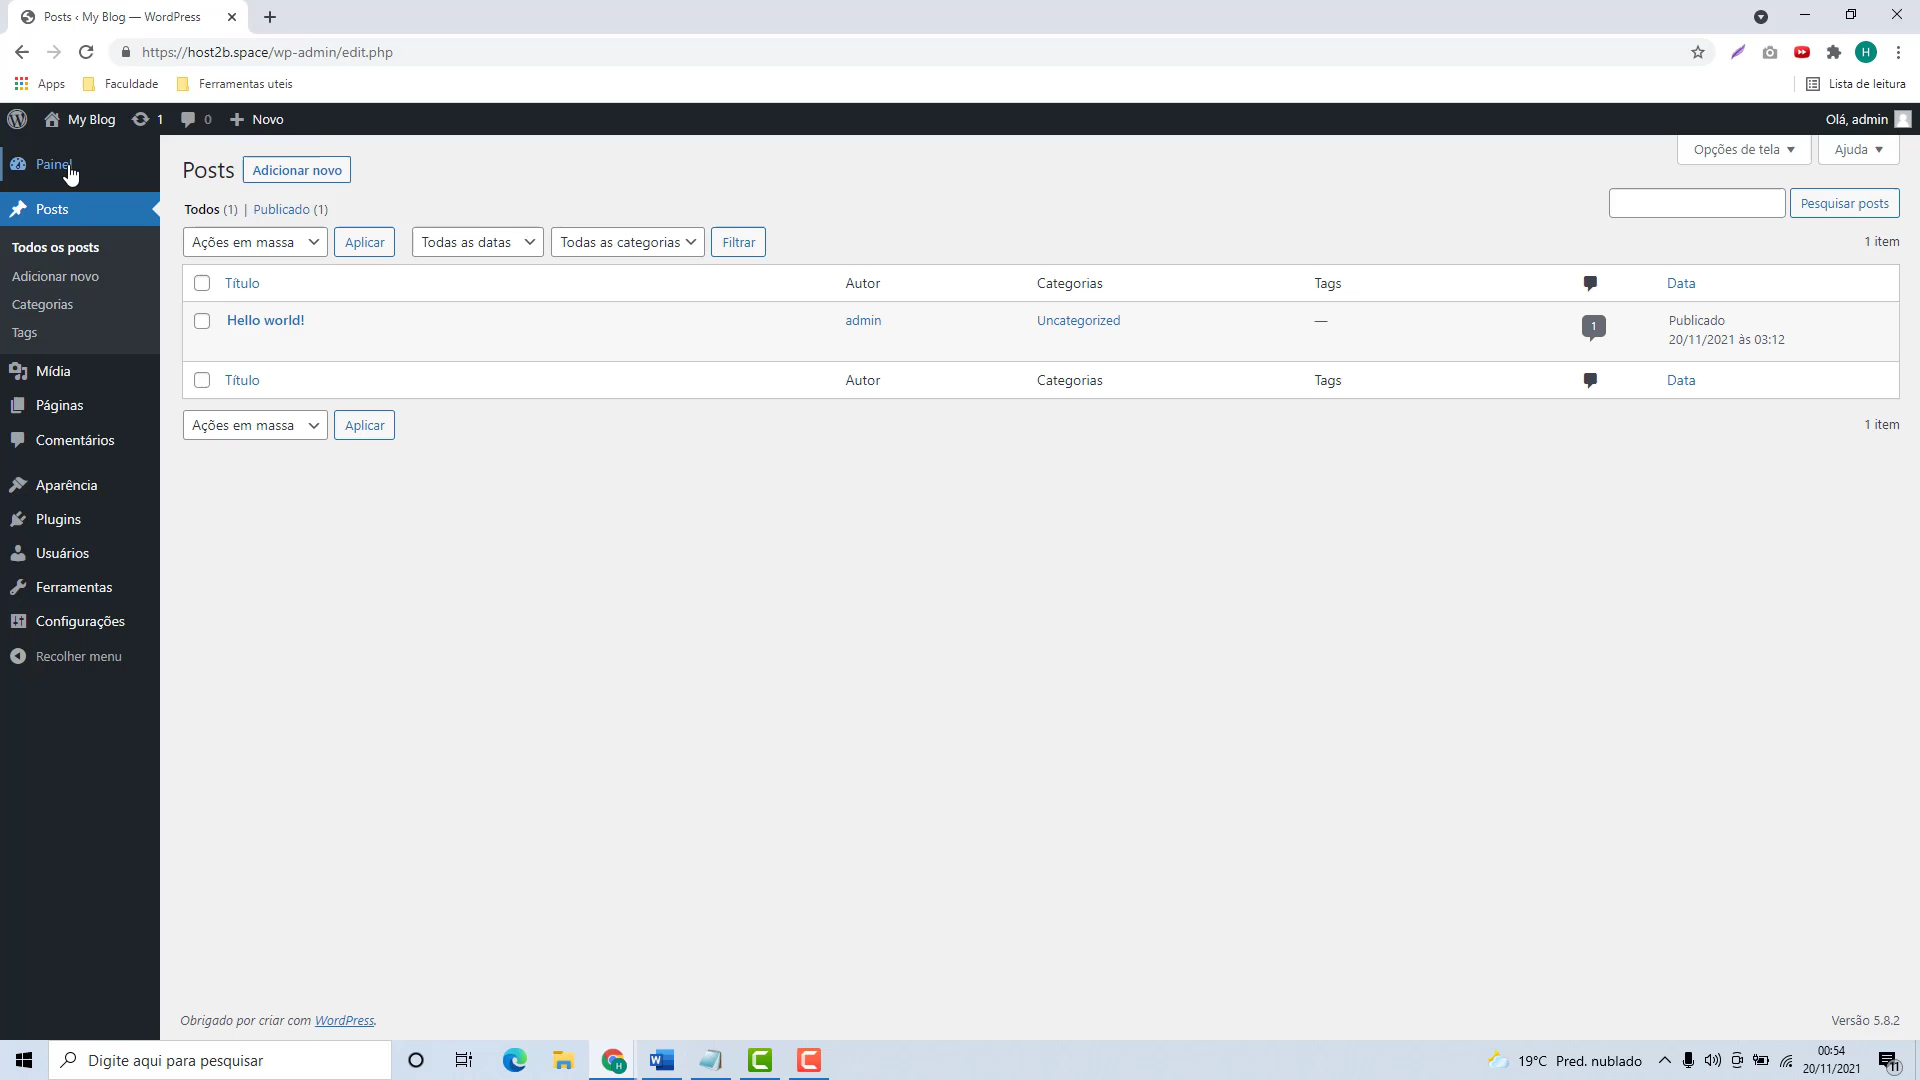 Posts ‹ My Blog — WordPress
https://host2b.space/wp-admin/edit.php
H
Apps Faculdade Ferramentas uteis Lista de leitura
My Blog 1 0 Novo Olá, admin
Painel
Posts
Todos os posts
Adicionar novo
Categorias
Tags
Mídia
Páginas
Comentários
Aparência
Plugins
Usuários
Ferramentas
Configurações
Recolher menu
Opções de tela Ajuda
Posts Adicionar novo
Pesquisar posts
Todos (1) | Publicado (1)
Ações em massa Aplicar Todas as datas Todas as categorias Filtrar 1 item
Título Autor Categorias Tags Data
Hello world! admin Uncategorized — 1 Publicado
20/11/2021 às 03:12
Título Autor Categorias Tags Data
Ações em massa Aplicar 1 item
Obrigado por criar com WordPress. Versão 5.8.2
Digite aqui para pesquisar
19°C Pred. nublado
00:54
20/11/2021
11